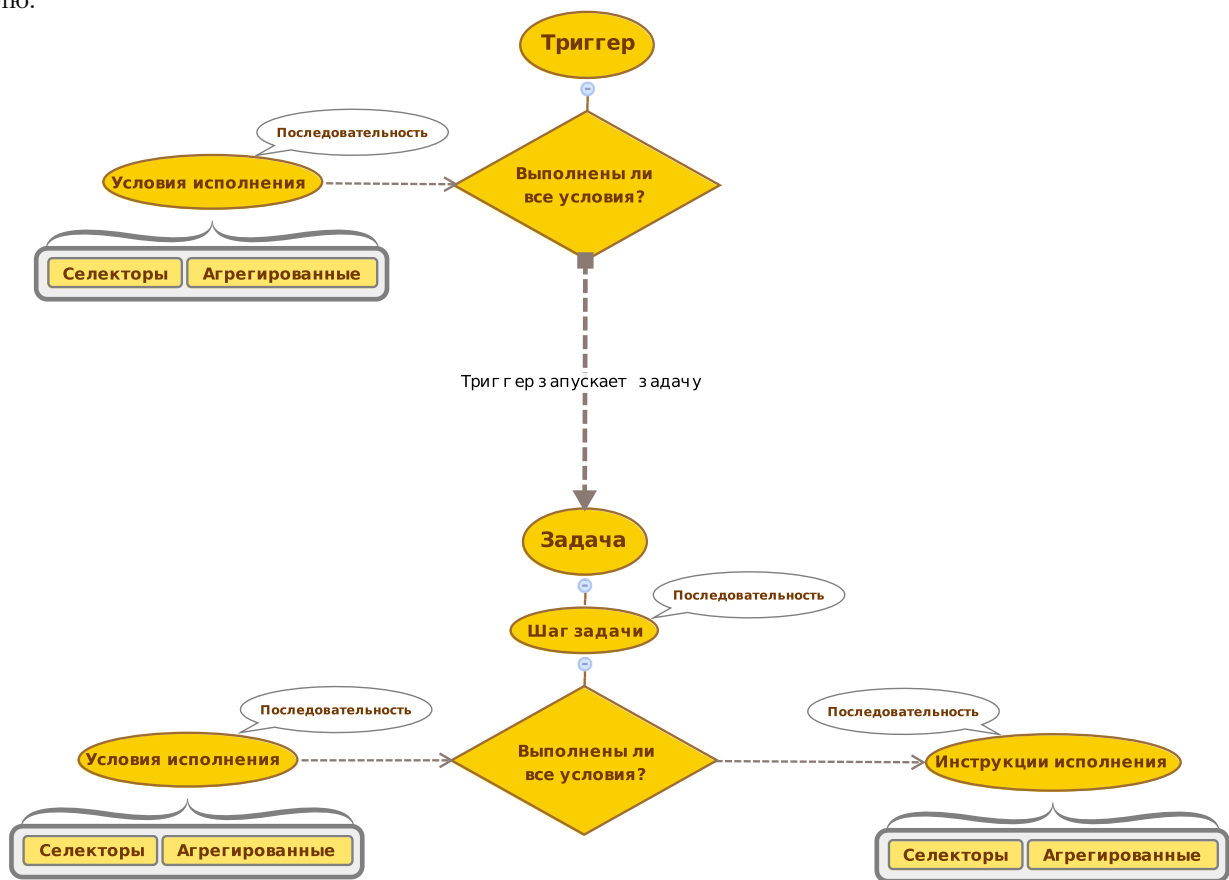 ю.
Триггер
Последовательность
Условия исполнения
Выполнены ли
все условия?
Селекторы
Агрегированные
Триггер запускает задачу
Задача
Последовательность
Шаг задачи
Последовательность
Условия исполнения
Выполнены ли
все условия?
Последовательность
Инструкции исполнения
Селекторы
Агрегированные
Селекторы
Агрегированные